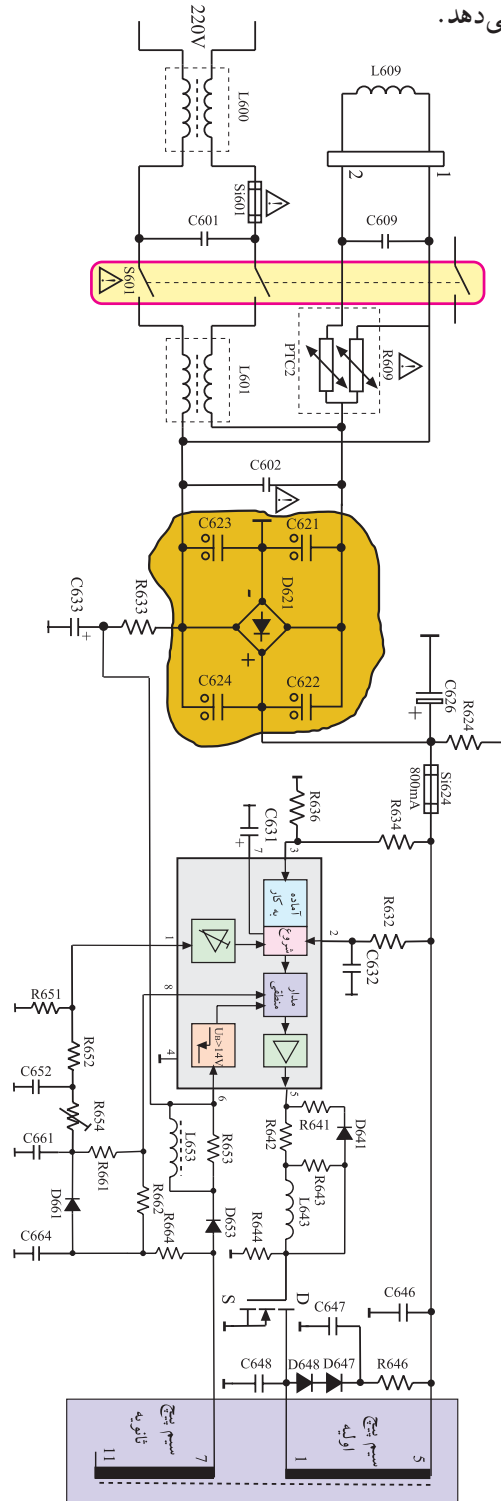 ی‌دهد.
220V
L600
L609
1
2
Si601
C601
C609
S601
PTC2
R609
L601
C602
C623
C621
D621
-
+
C624
C622
C633
+
R633
C626
+
R624
Si624
800mA
R636
C631
+
R634
7
3
آماده
به کار
شروع
2
R632
C632
1
8
مدار
منطقی
UB>14V
4
6
5
R651
R652
C652
R654
C661
R661
D661
R662
C664
R664
L653
R653
D653
R641
R642
D641
R643
L643
R644
S
D
C646
C647
C648
D648
D647
R646
سیم پیچ
ثانویه
سیم پیچ
اولیه
11
7
1
5